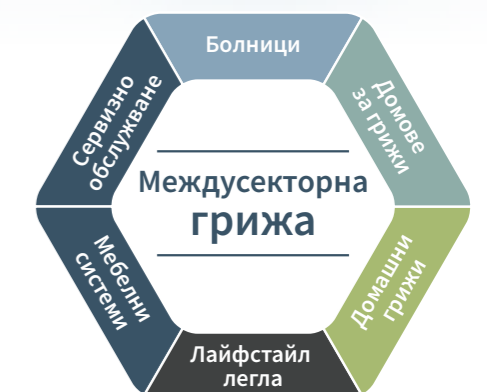 Болници
Домове
за грижи
Домашни
грижи
Лайфстайл
легла
Мебелни
системи
Сервизно
обслужване
Междусекторна
грижа